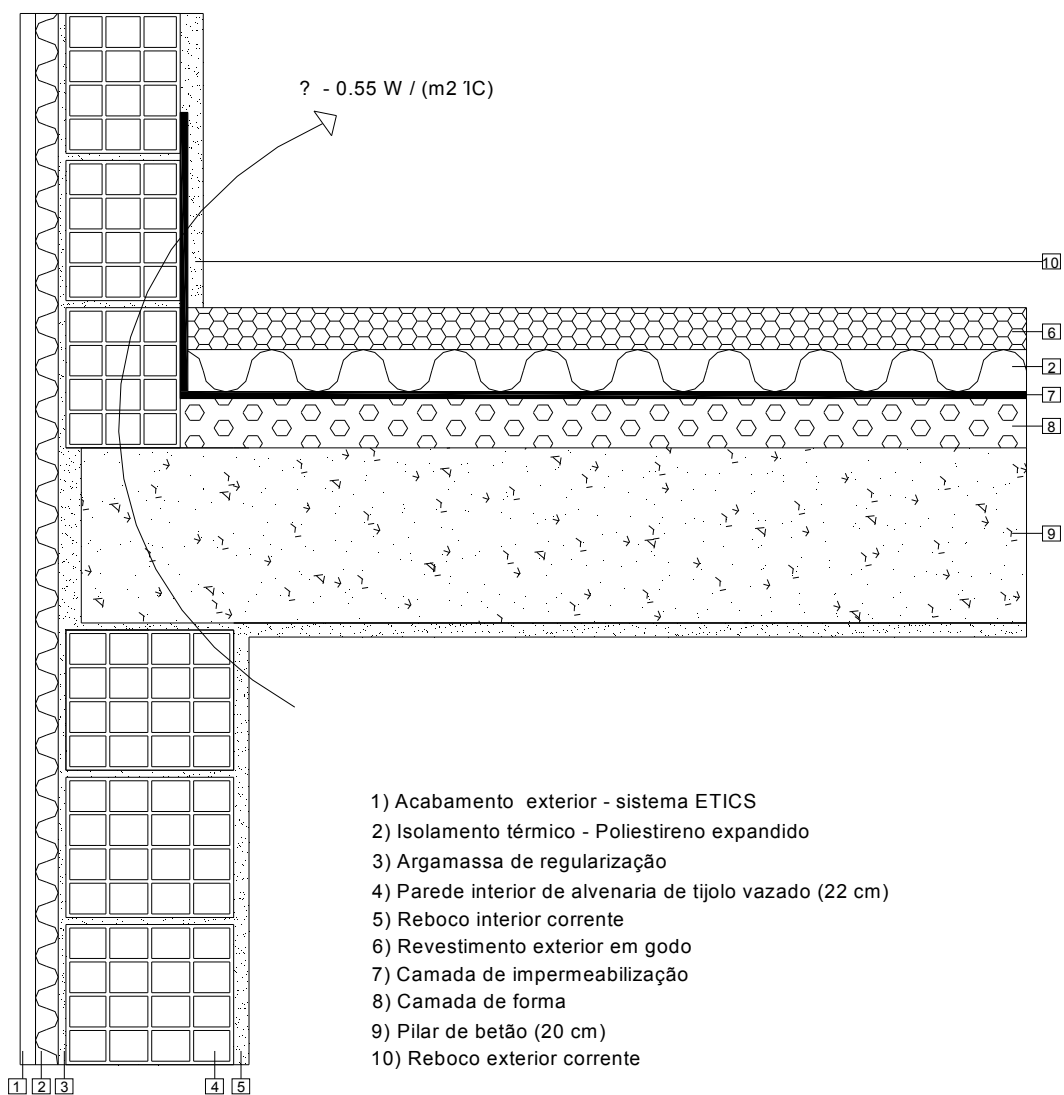 ? - 0.55 W / (m2 ˚1C)
10
6
2
7
8
9
1) Acabamento exterior - sistema ETICS
2) Isolamento térmico - Poliestireno expandido
3) Argamassa de regularização
4) Parede interior de alvenaria de tijolo vazado (22 cm)
5) Reboco interior corrente
6) Revestimento exterior em godo
7) Camada de impermeabilização
8) Camada de forma
9) Pilar de betão (20 cm)
10) Reboco exterior corrente
1 2 3 4 5